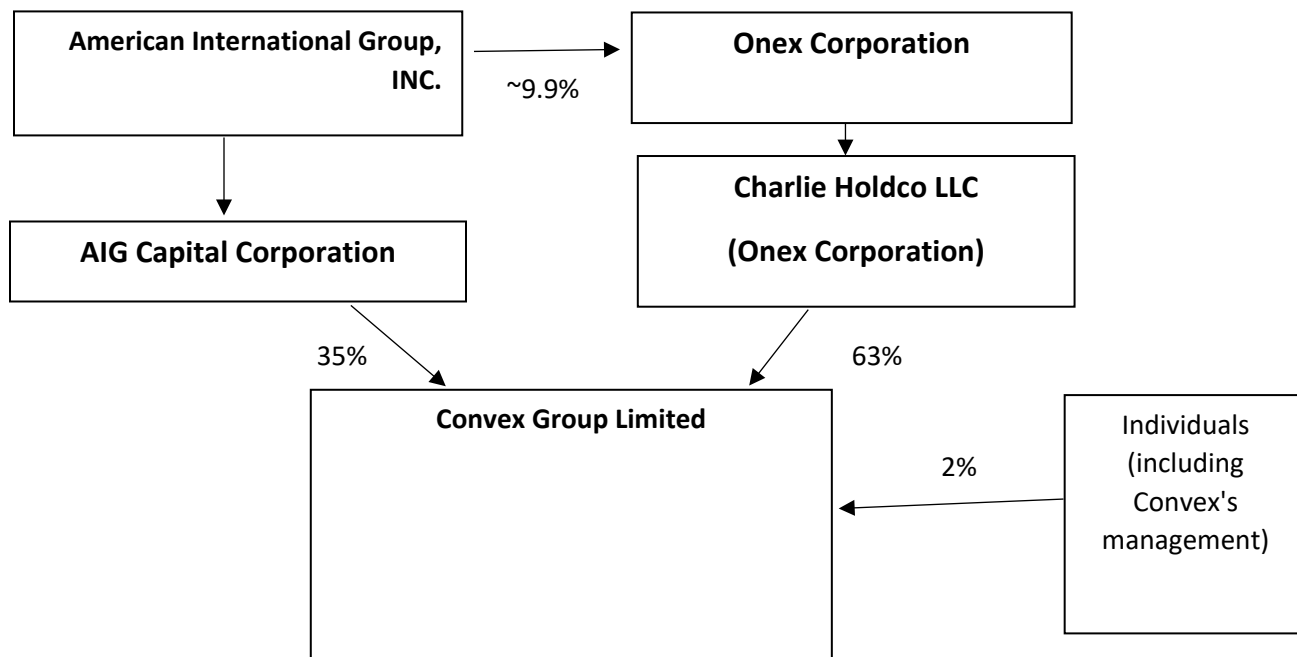 American International Group,
INC.
~9.9%
Onex Corporation
Charlie Holdco LLC
(Onex Corporation)
AIG Capital Corporation
35%
63%
Convex Group Limited
2%
Individuals
(including
Convex's
management)